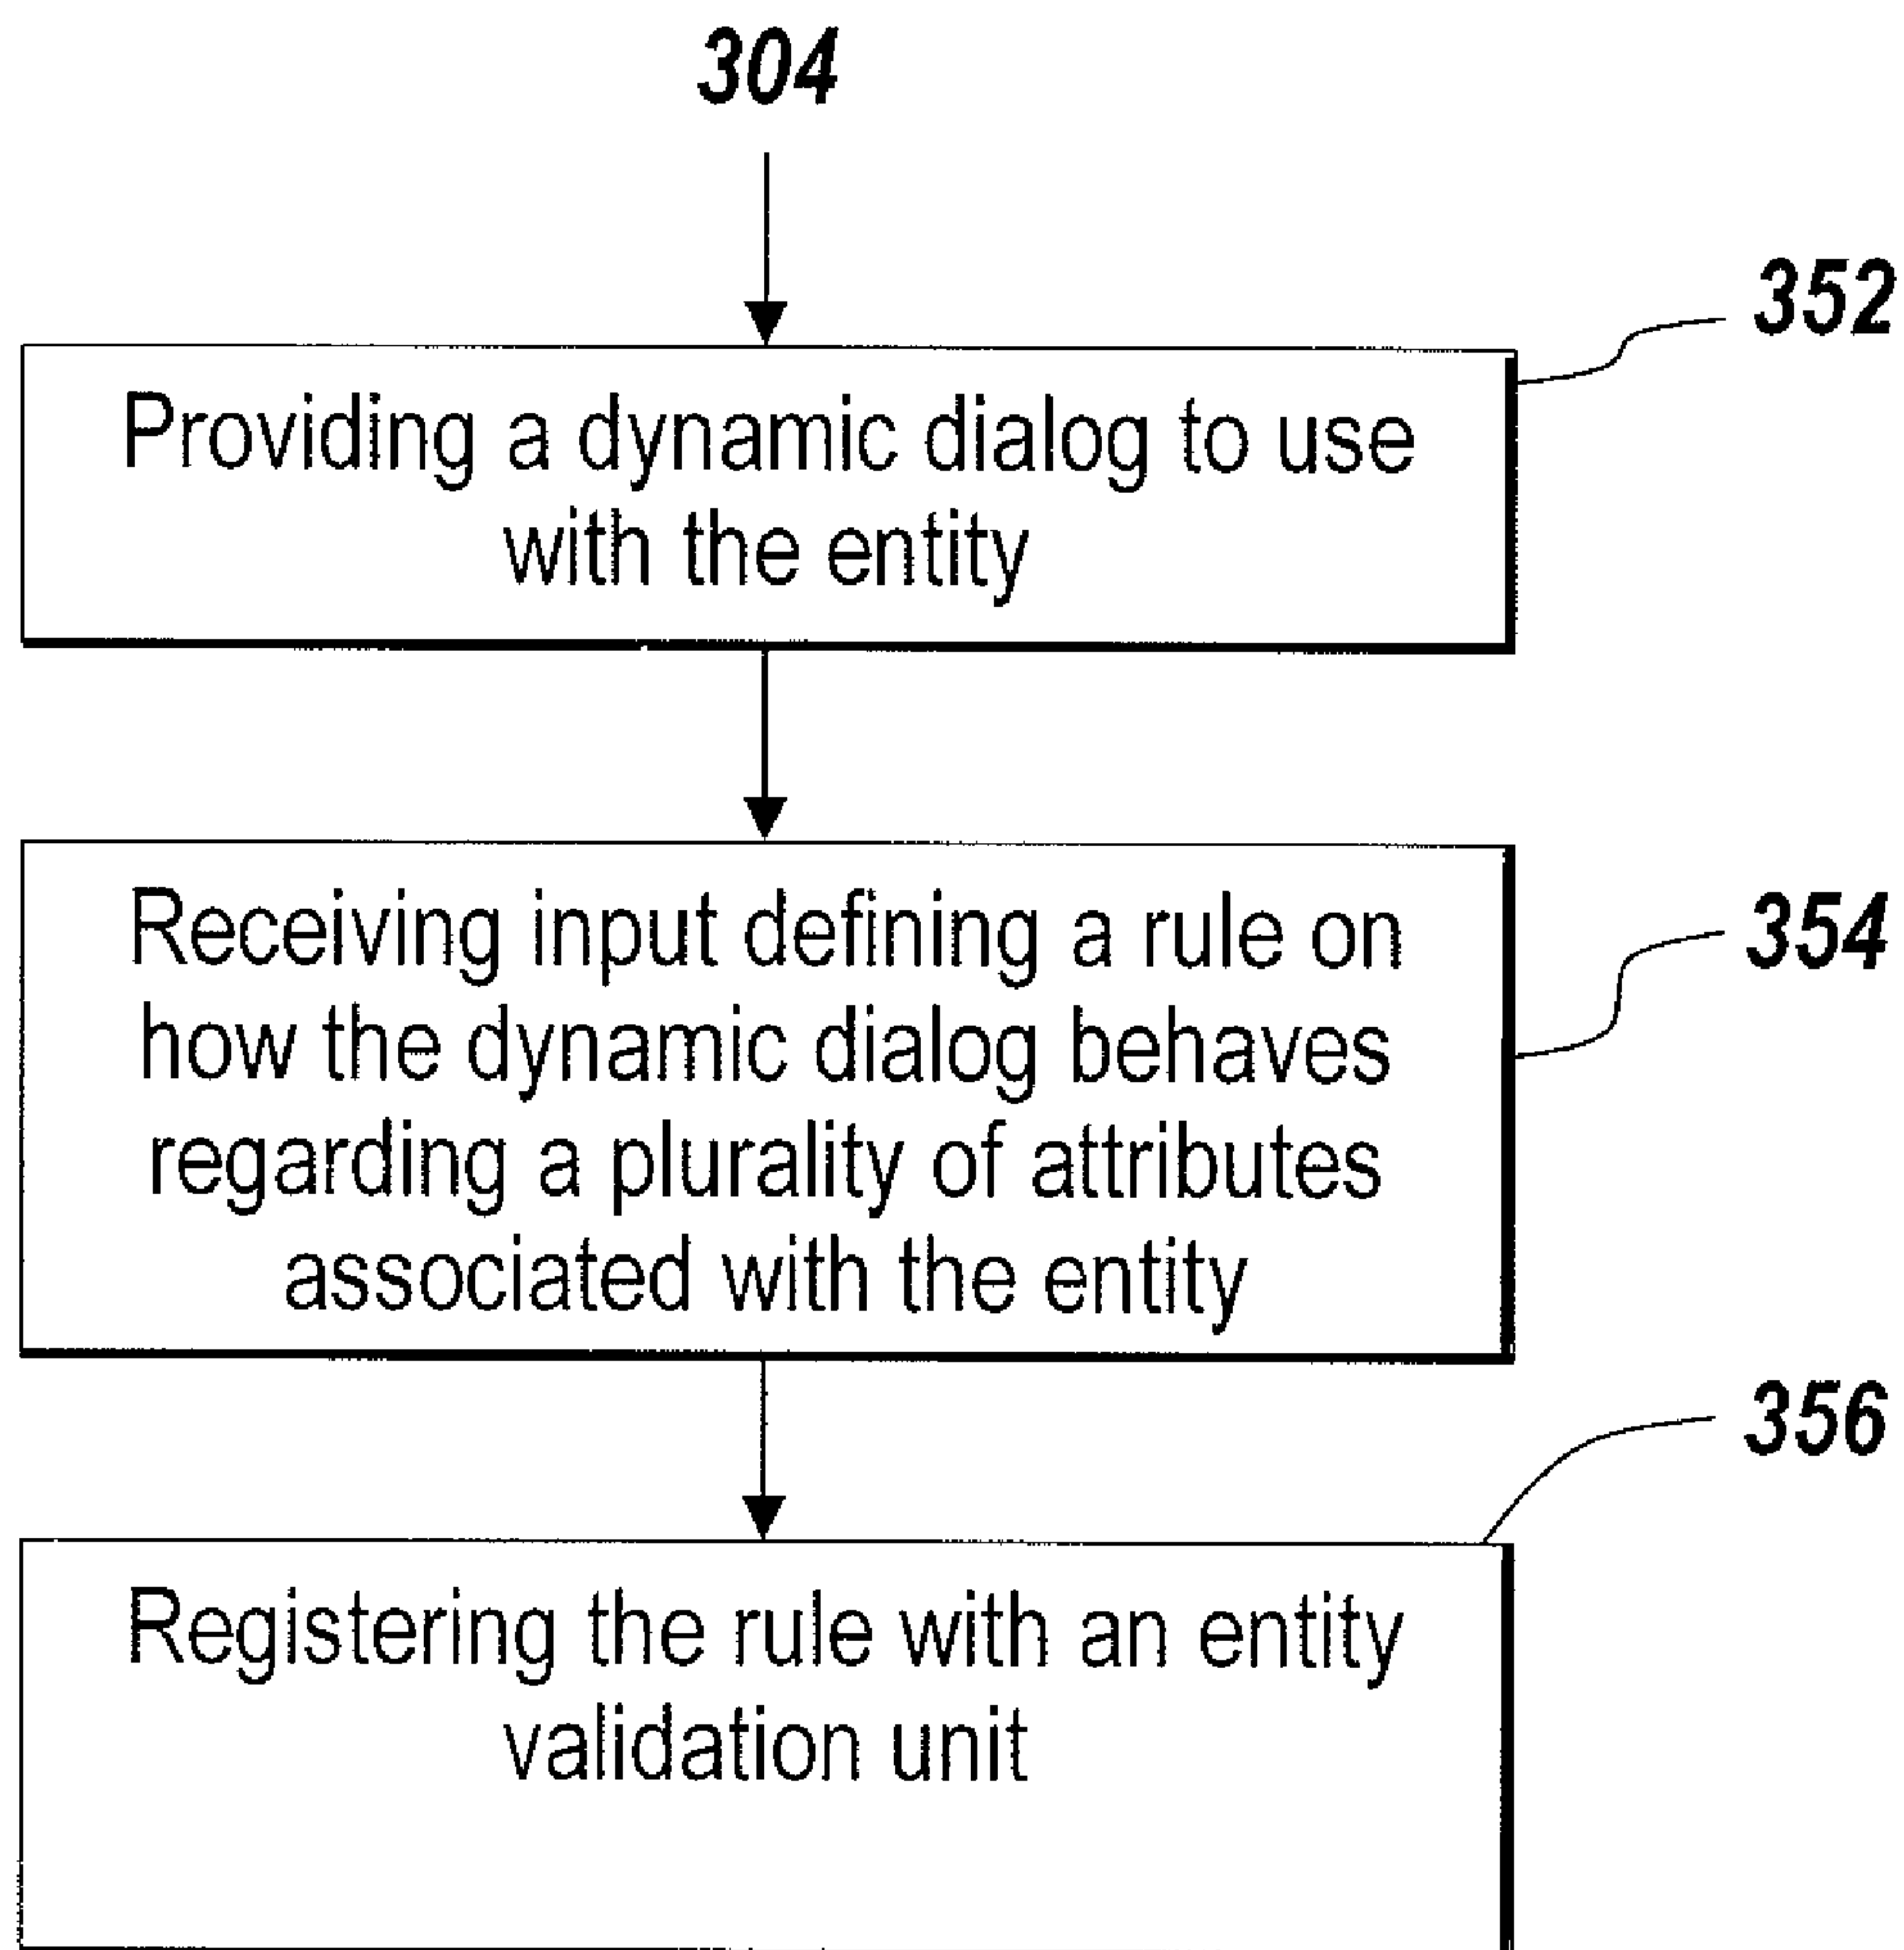 304
352
Providing a dynamic dialog to use
with the entity
354
Receiving input defining a rule on
how the dynamic dialog behaves
regarding a plurality of attributes
associated with the entity
356
Registering the rule with an entity
validation unit